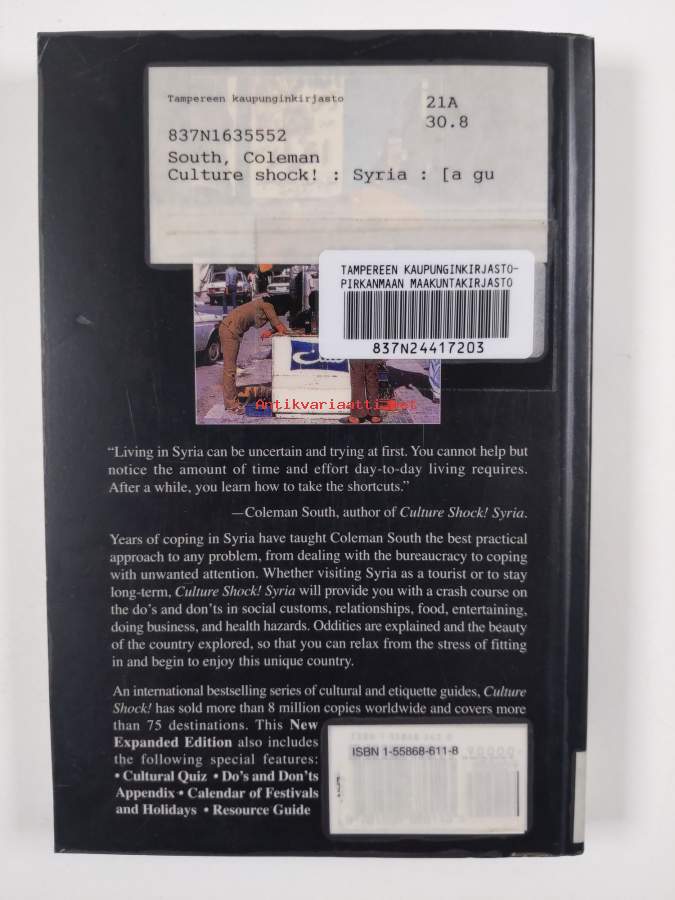 Tampereen kaupunginkirjasto
21A
30.8
837N1635552
South, Coleman
Culture shock! : Syria : [a gu
TAMPEREEN KAUPUNGINKIRJASTO-
PIRKANMAAN MAAKUNTAKIRJASTO
837N24417203
Antikvariaatti.net
“Living in Syria can be uncertain and trying at first. You cannot help but
notice the amount of time and effort day-to-day living requires.
After a while, you learn how to take the shortcuts.”
—Coleman South, author of Culture Shock! Syria.
Years of coping in Syria have taught Coleman South the best practical
approach to any problem, from dealing with the bureaucracy to coping
with unwanted attention. Whether visiting Syria as a tourist or to stay
long-term, Culture Shock! Syria will provide you with a crash course on
the do’s and don’ts in social customs, relationships, food, entertaining,
doing business, and health hazards. Oddities are explained and the beauty
of the country explored, so that you can relax from the stress of fitting
in and begin to enjoy this unique country.
An international bestselling series of cultural and etiquette guides, Culture
Shock! has sold more than 8 million copies worldwide and covers more
than 75 destinations. This New
Expanded Edition also includes
the following special features:
• Cultural Quiz • Do’s and Don’ts
Appendix • Calendar of Festivals
and Holidays • Resource Guide
ISBN 1-55868-611-8